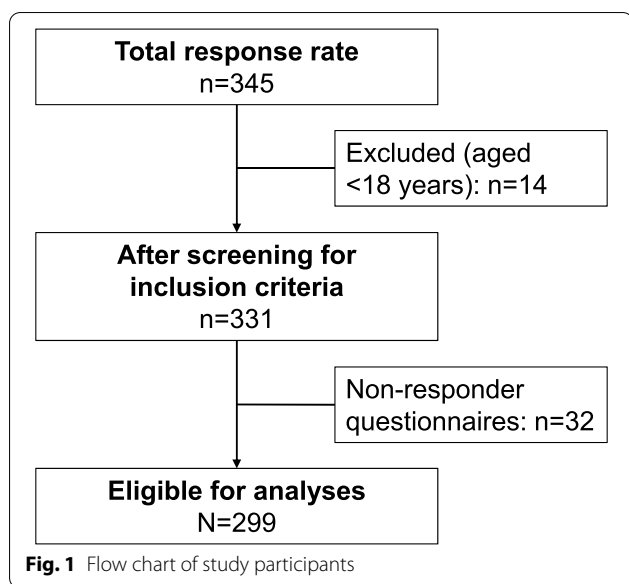 Total response rate
n=345
Excluded (aged
<18 years): n=14
After screening for
inclusion criteria
n=331
Non-responder
questionnaires: n=32
Eligible for analyses
N=299
Fig. 1 Flow chart of study participants